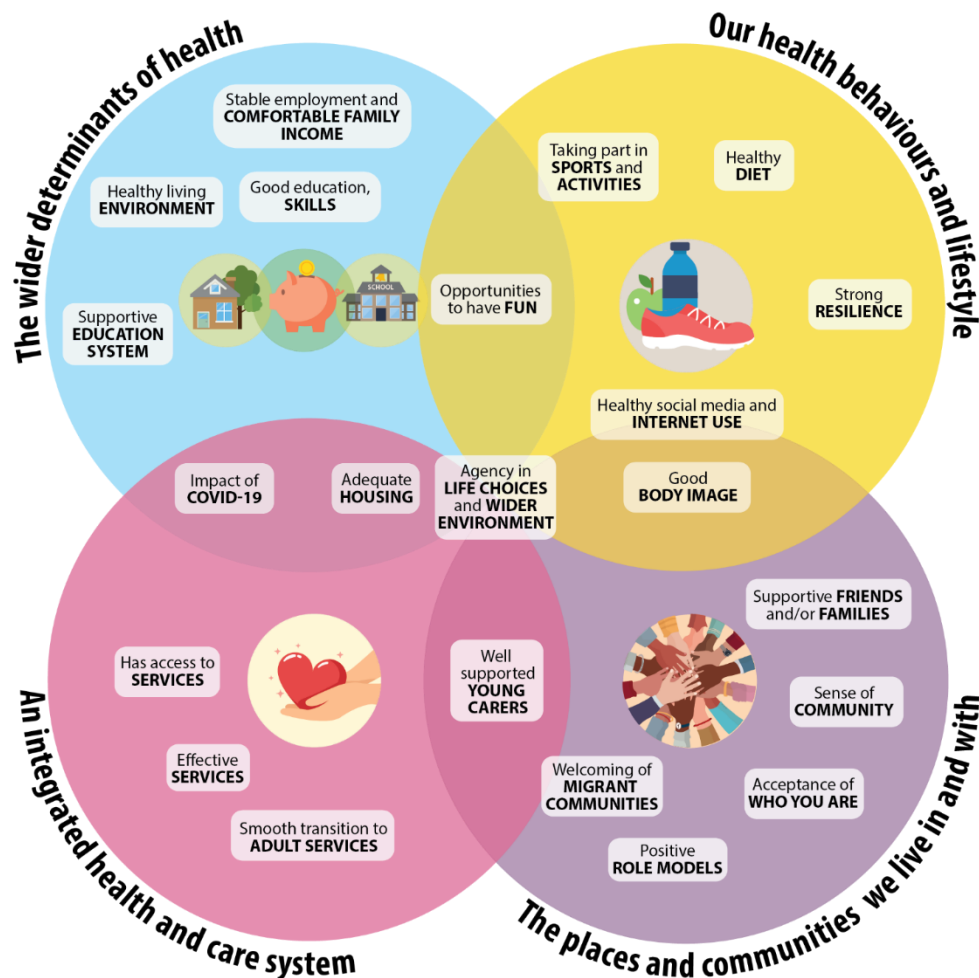 The wider determinants of health
Our health behaviours and lifestyle
Stable employment and
COMFORTABLE FAMILY
INCOME
Healthy living
ENVIRONMENT
Good education,
SKILLS
Supportive
EDUCATION
SYSTEM
SCHOOL
Opportunities
to have FUN
Taking part in
SPORTS and
ACTIVITIES
Healthy
DIET
Strong
RESILIENCE
Healthy social media and
INTERNET USE
Impact of
COVID-19
Adequate
HOUSING
Agency in
LIFE CHOICES
and WIDER
ENVIRONMENT
Good
BODY IMAGE
Has access to
SERVICES
Effective
SERVICES
Smooth transition to
ADULT SERVICES
Well
supported
YOUNG
CARERS
Supportive FRIENDS
and/or FAMILIES
Sense of
COMMUNITY
Welcoming of
MIGRANT
COMMUNITIES
Acceptance of
WHO YOU ARE
Positive
ROLE MODELS
An integrated health and care system
The places and communities we live in and with